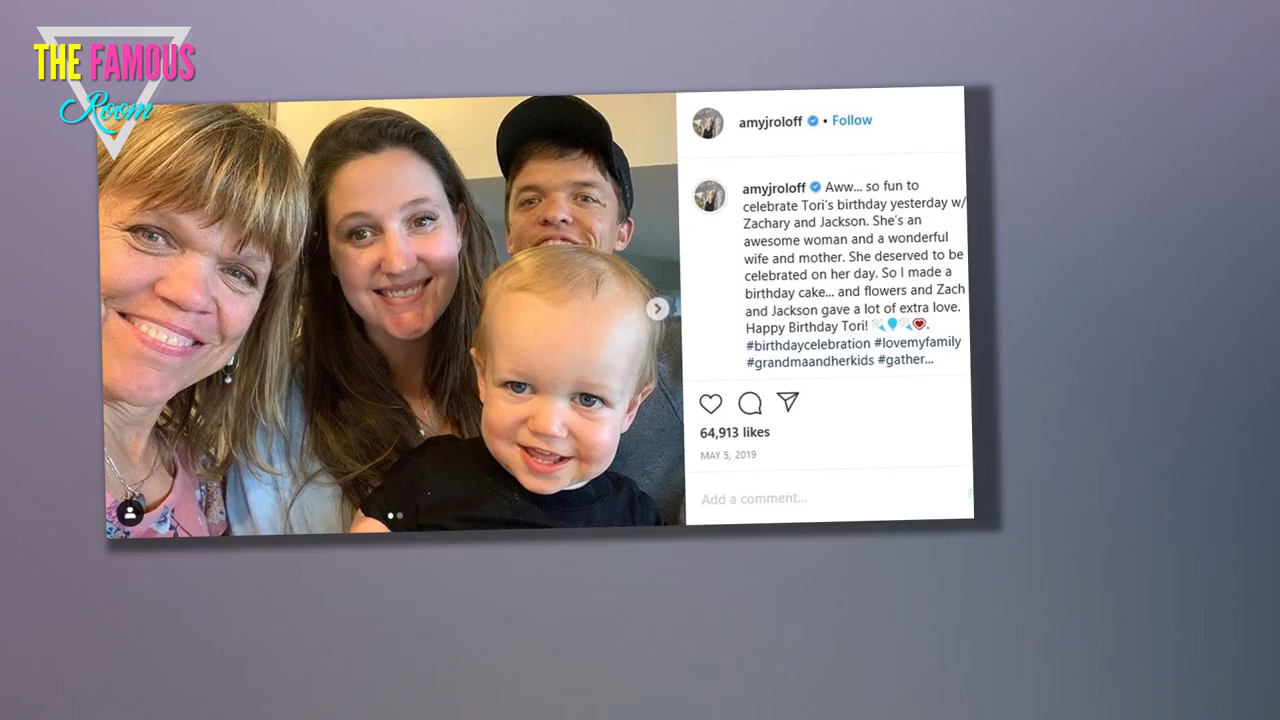 THE FAMOUS
Room
amyjroloff • Follow
amyjroloff Aww... so fun to
celebrate Tori's birthday yesterday w/
Zachary and Jackson. She's an
awesome woman and a wonderful
wife and mother. She deserved to be
celebrated on her day. So I made a
birthday cake... and flowers and Zach
and Jackson gave a lot of extra love.
Happy Birthday Tori! 
#birthdaycelebration #lovemyfamily
#grandmaandherkids #gather...
64,913 likes
MAY 5, 2019
Add a comment...